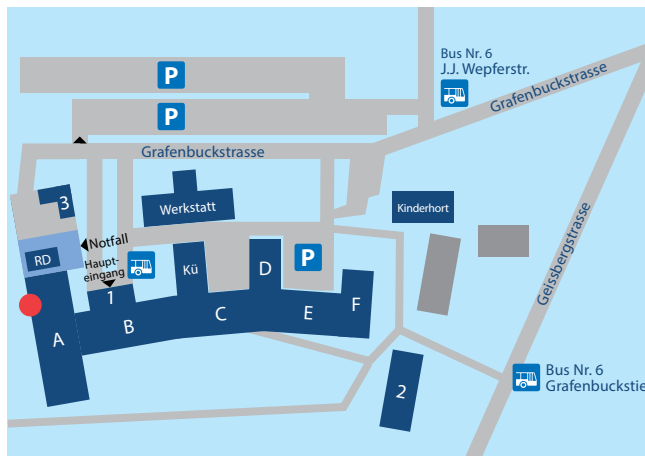 P
Bus Nr. 6
J.J. Wepferstr.
P
Grafenbuckstrasse
Grafenbuckstrasse
3
Werkstatt
Kinderhort
Notfall
RD
Haupt-
eingang
Kü
D
P
Geissbergstrasse
1
A
B
C
E
F
2
Bus Nr. 6
Grafenbuckstie